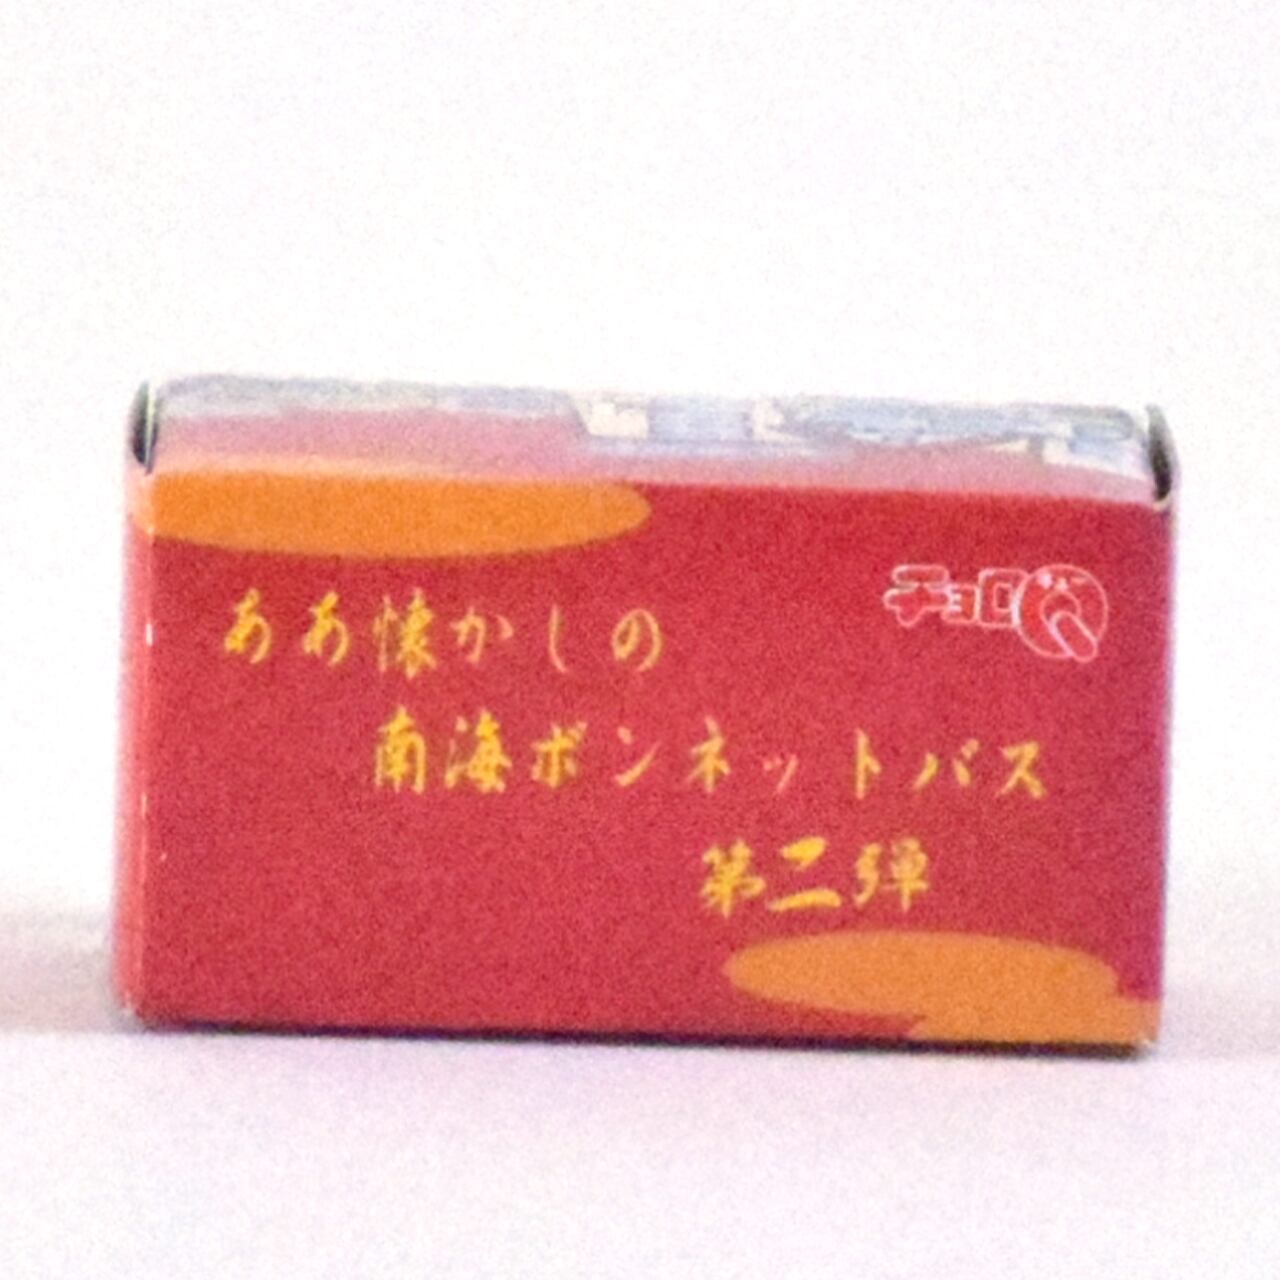 チョロQ
ああ懐かしの
南海ボンネットバス
第二弾